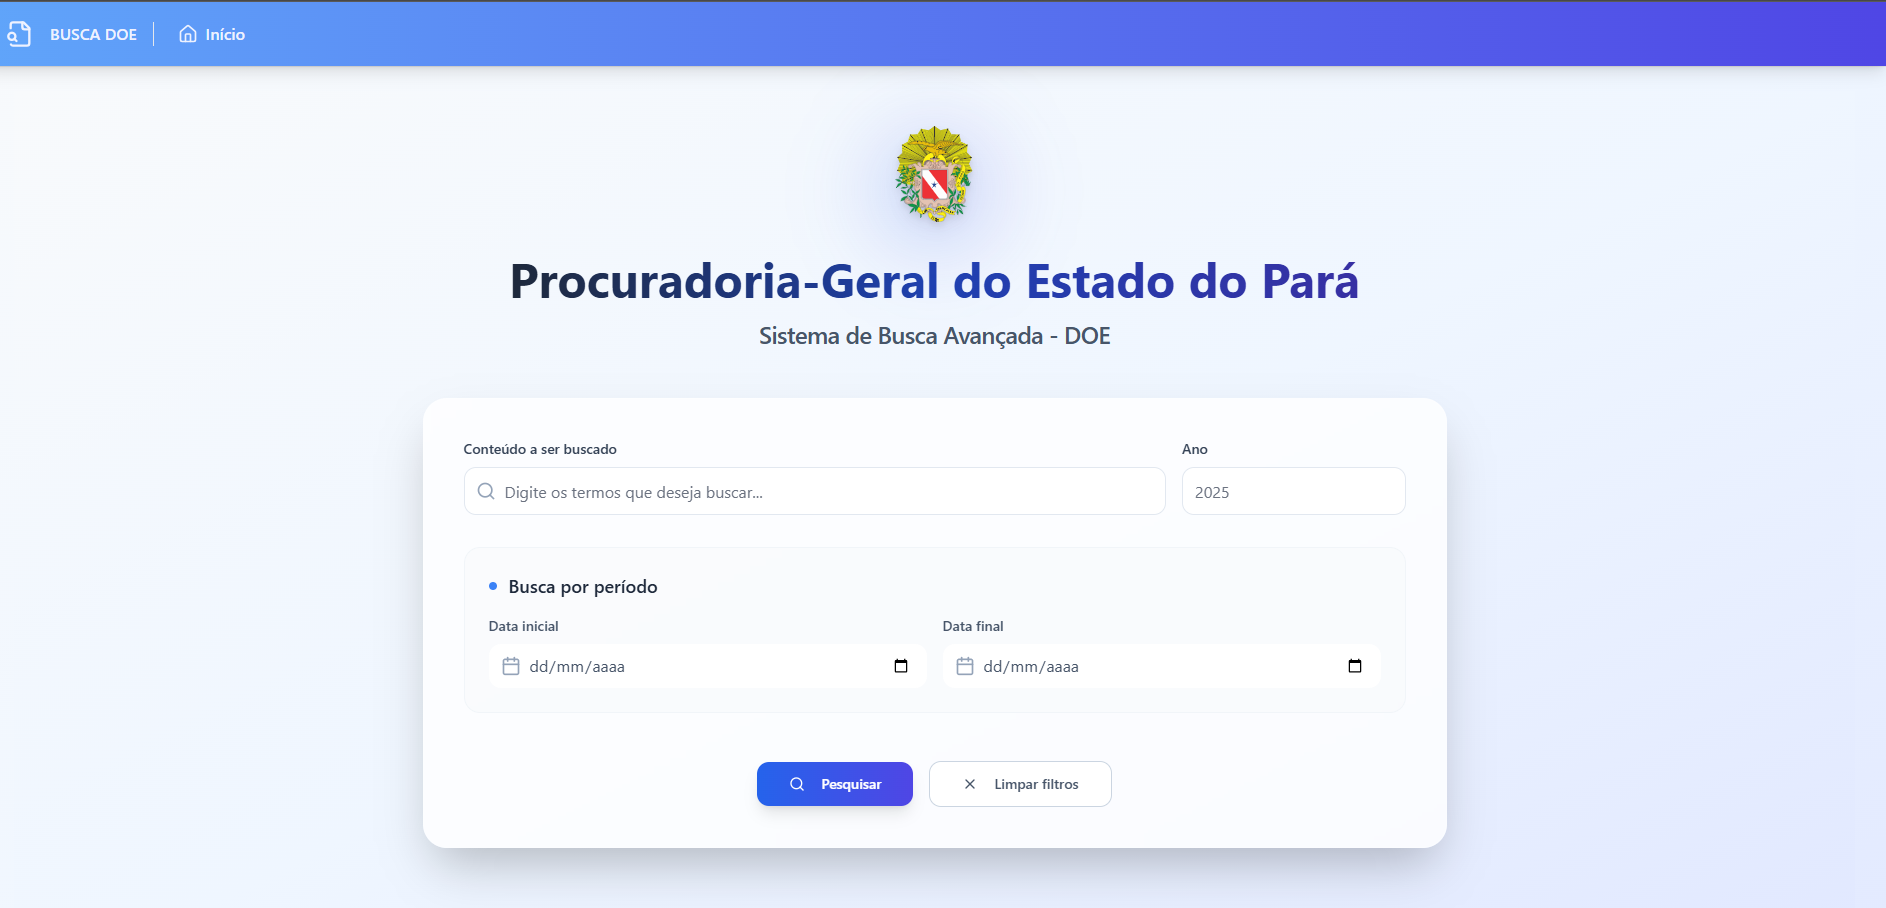 BUSCA DOE
Início
Procuradoria-Geral do Estado do Pará
Sistema de Busca Avançada - DOE
Conteúdo a ser buscado
Ano
Digite os termos que deseja buscar...
2025
Busca por período
Data inicial
Data final
dd/mm/aaaa
dd/mm/aaaa
Pesquisar
Limpar filtros